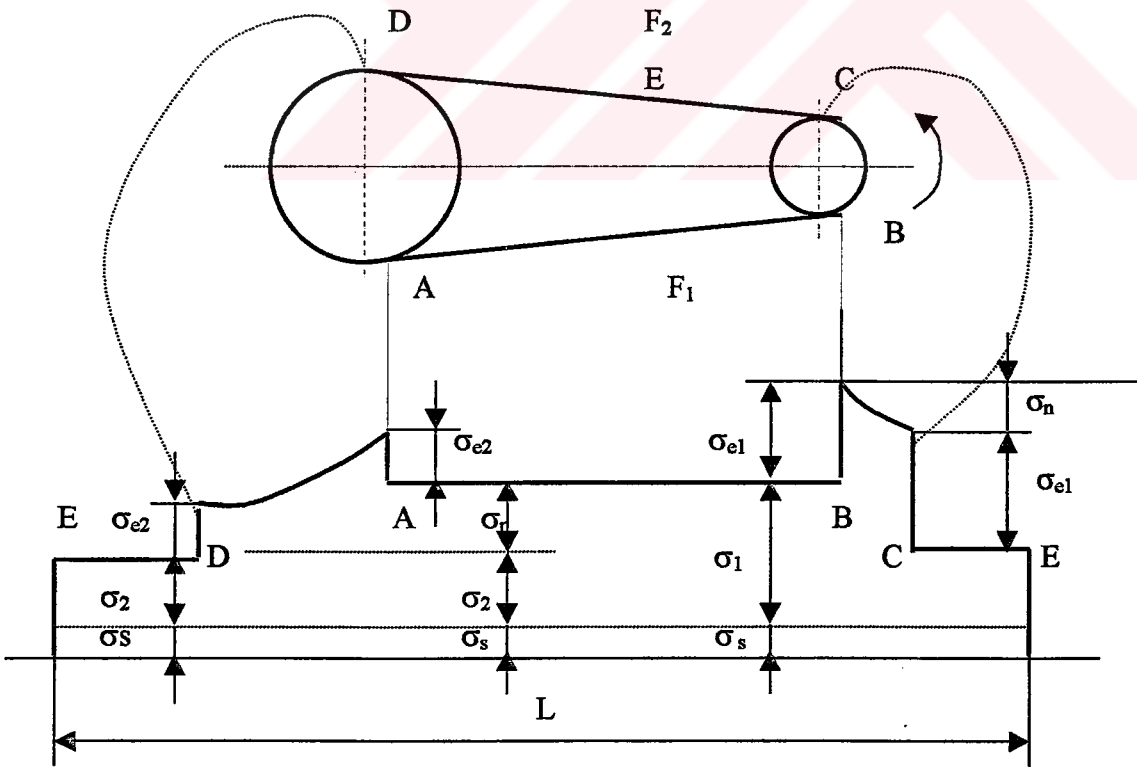 D F₂
E C
B
A F₁
σₙ
σₑ₂ σₑ₁
σₑ₁
E σₑ₂ A σᵣ B
D C E
σ₁
σ₂ σ₂
σs σₛ σₛ
L